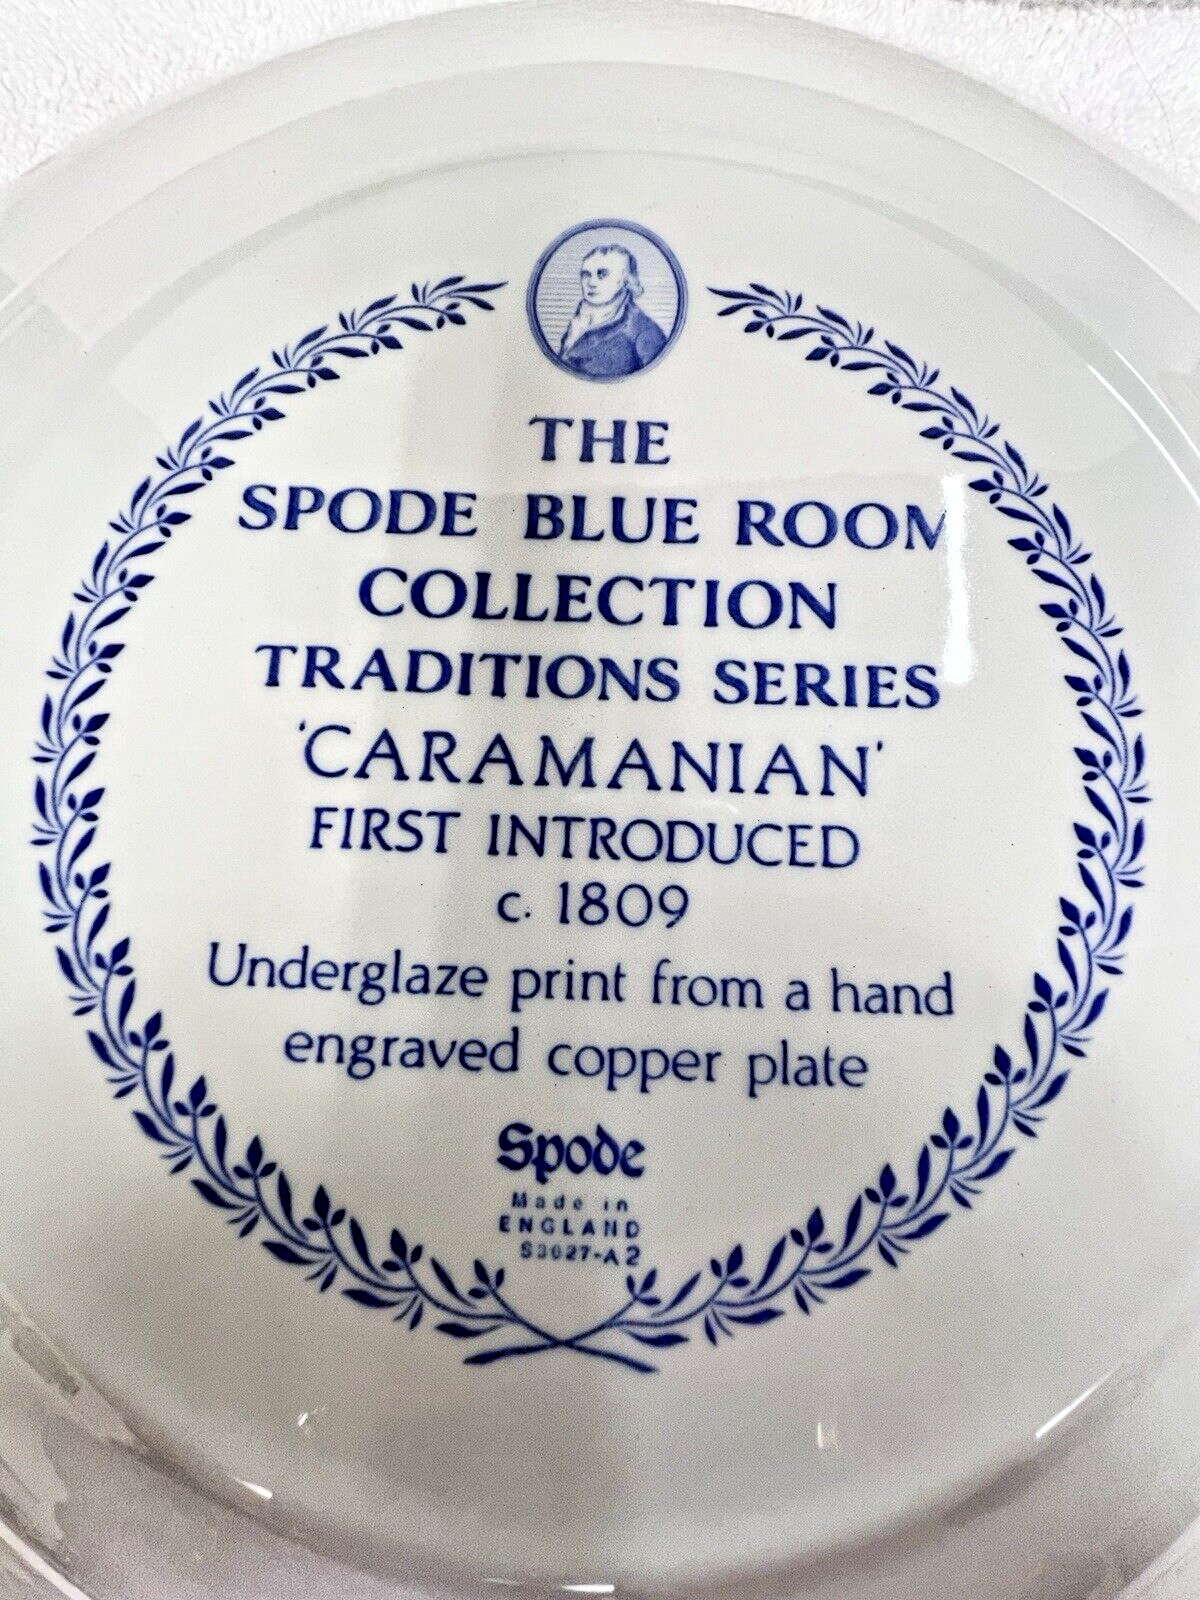 THE
SPODE BLUE ROOM
COLLECTION
TRADITIONS SERIES
'CARAMANIAN'
FIRST INTRODUCED
c. 1809
Underglaze print from a hand
engraved copper plate
Spode
Made in
ENGLAND
S3627-A2